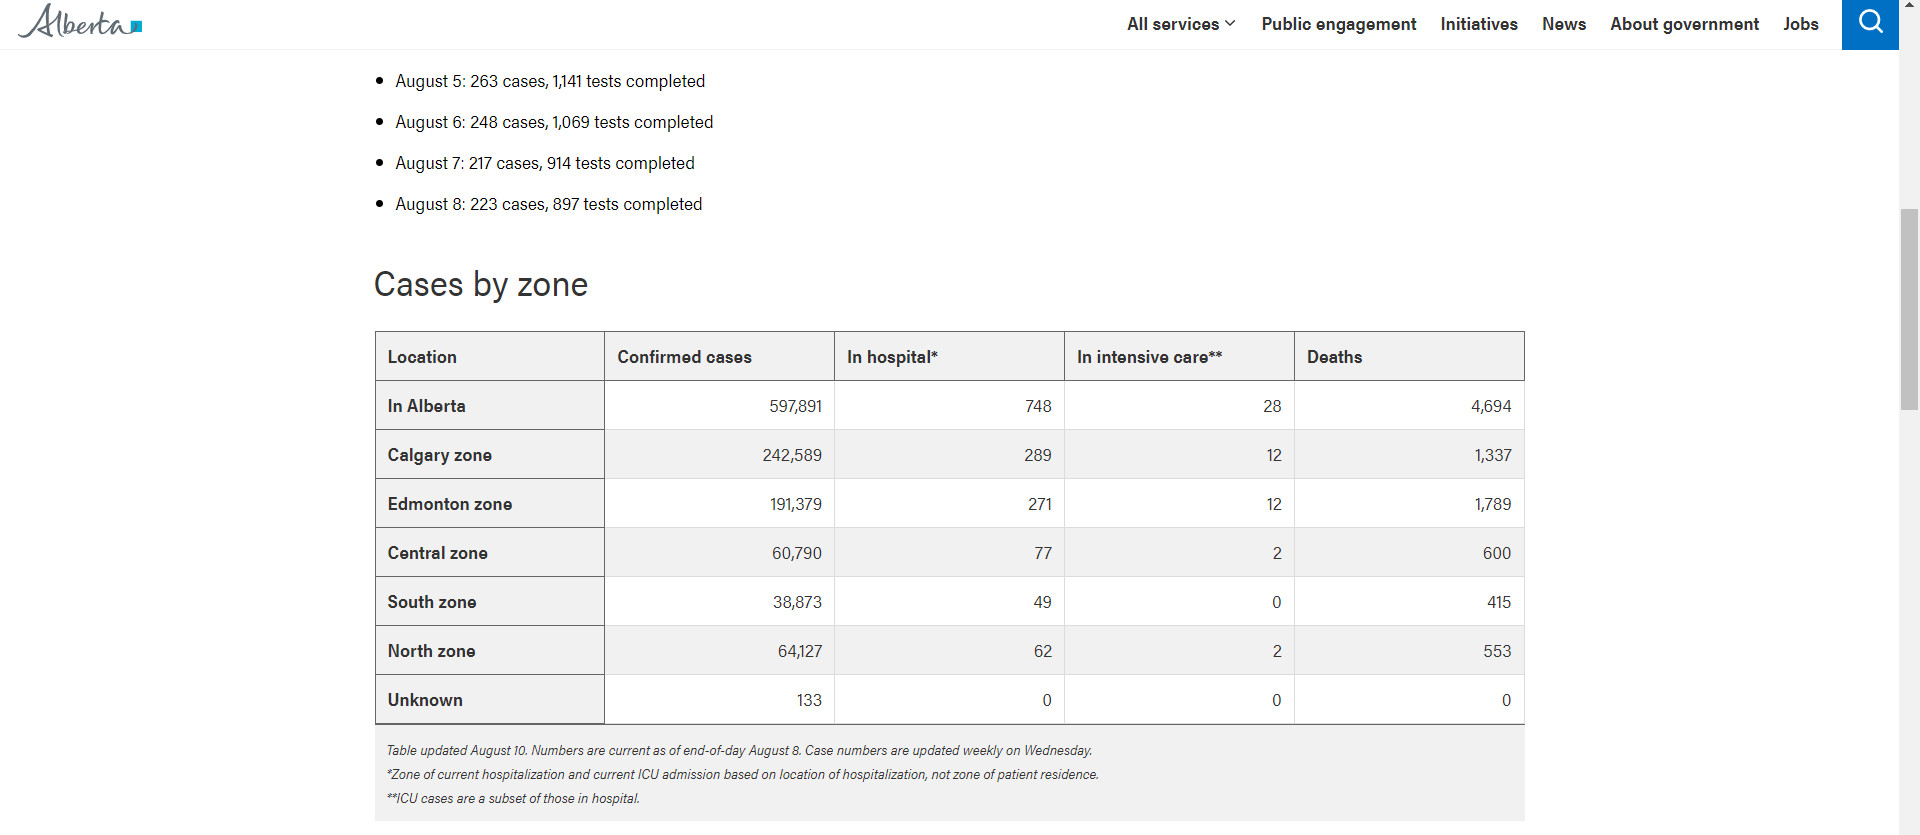 Alberta
All services Public engagement Initiatives News About government Jobs
August 5: 263 cases, 1,141 tests completed
August 6: 248 cases, 1,069 tests completed
August 7: 217 cases, 914 tests completed
August 8: 223 cases, 897 tests completed
Cases by zone
Location Confirmed cases In hospital* In intensive care** Deaths
In Alberta 597,891 748 28 4,694
Calgary zone 242,589 289 12 1,337
Edmonton zone 191,379 271 12 1,789
Central zone 60,790 77 2 600
South zone 38,873 49 0 415
North zone 64,127 62 2 553
Unknown 133 0 0 0
Table updated August 10. Numbers are current as of end-of-day August 8. Case numbers are updated weekly on Wednesday.
*Zone of current hospitalization and current ICU admission based on location of hospitalization, not zone of patient residence.
**ICU cases are a subset of those in hospital.